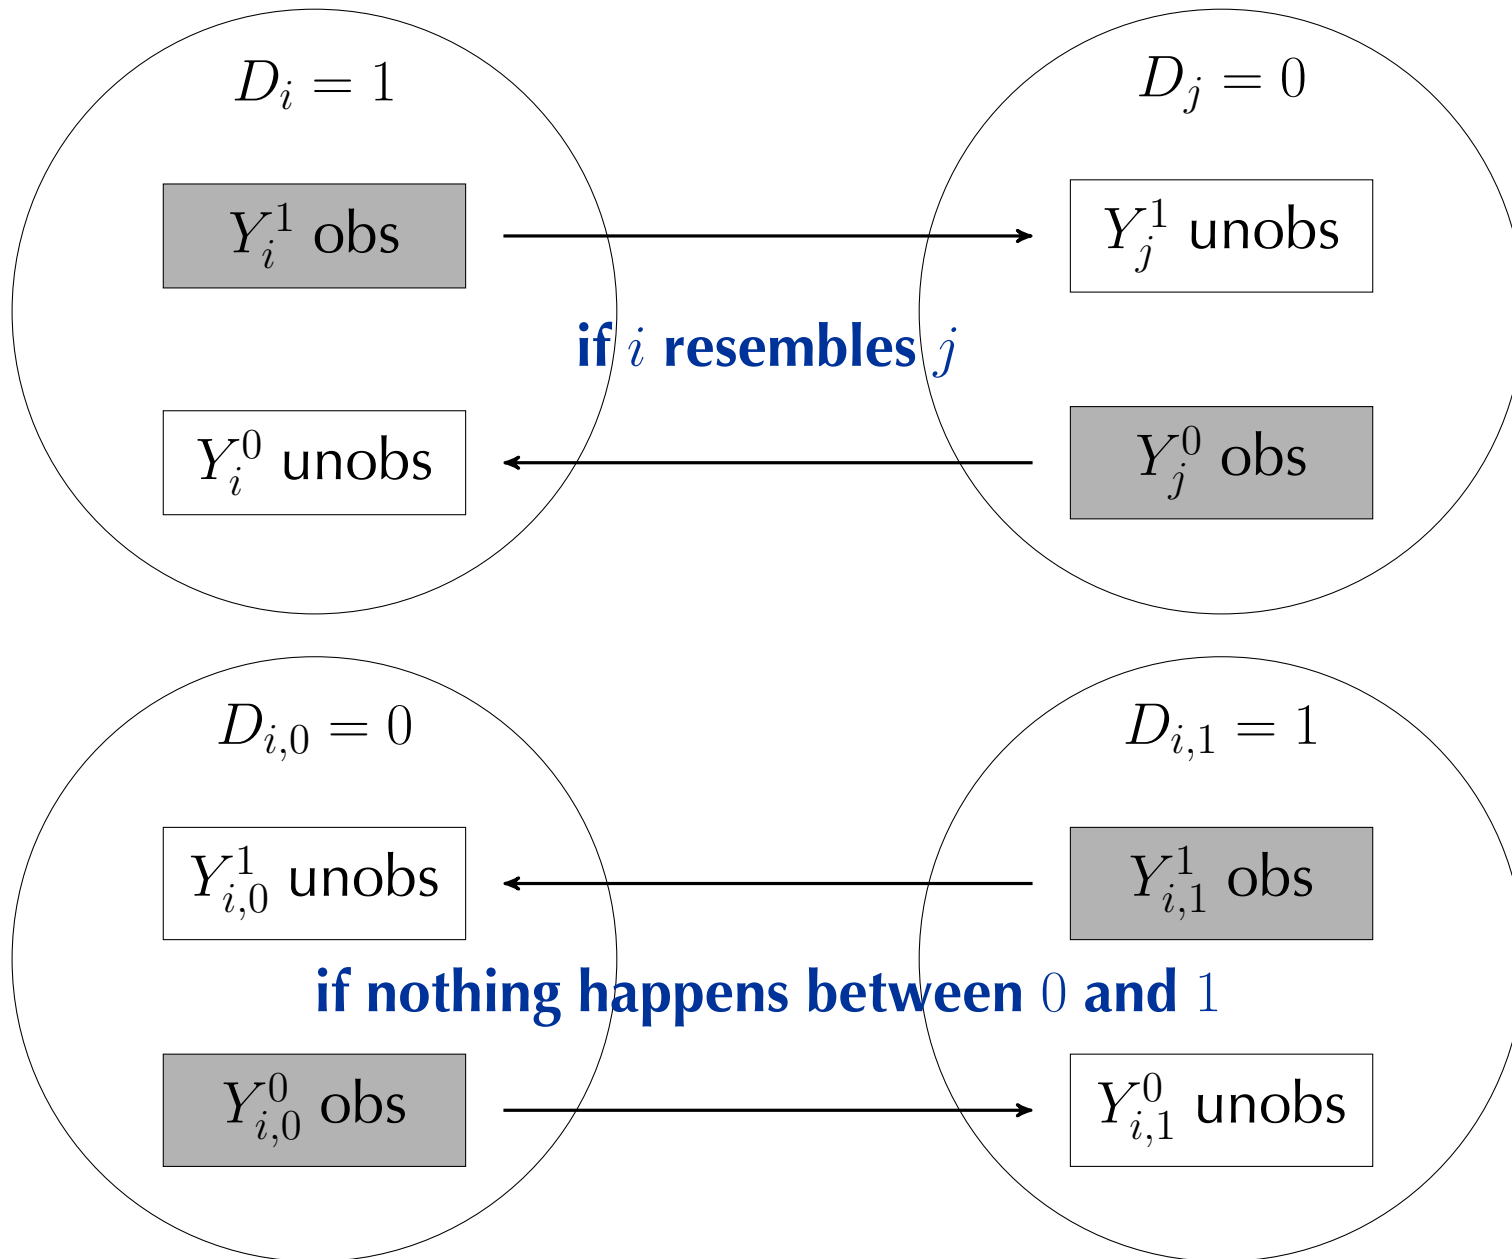 $D_i = 1$
$D_j = 0$
$Y_i^1$ obs
$Y_j^1$ unobs
if $i$ resembles $j$
$Y_i^0$ unobs
$Y_j^0$ obs
$D_{i,0} = 0$
$D_{i,1} = 1$
$Y_{i,0}^1$ unobs
$Y_{i,1}^1$ obs
if nothing happens between 0 and 1
$Y_{i,0}^0$ obs
$Y_{i,1}^0$ unobs